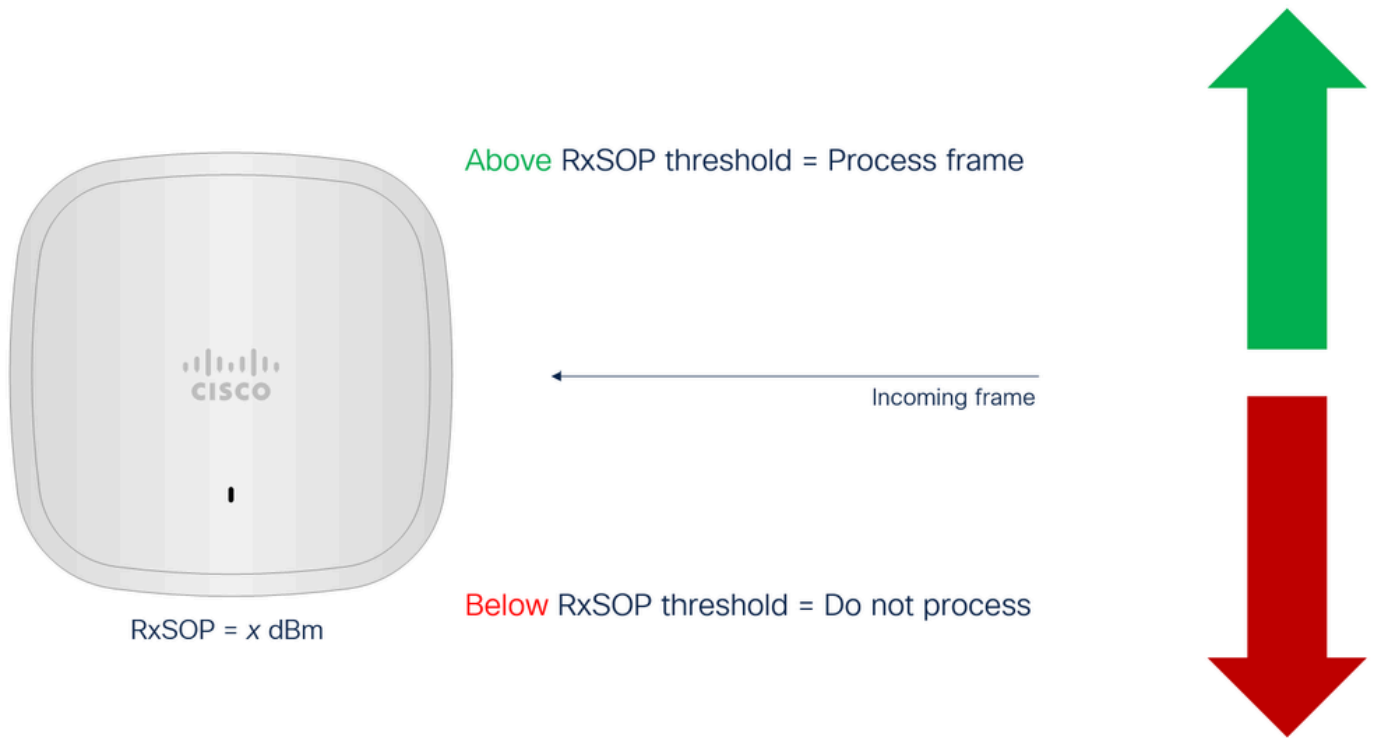 Above RxSOP threshold = Process frame
CISCO
Incoming frame
Below RxSOP threshold = Do not process
RxSOP = x dBm